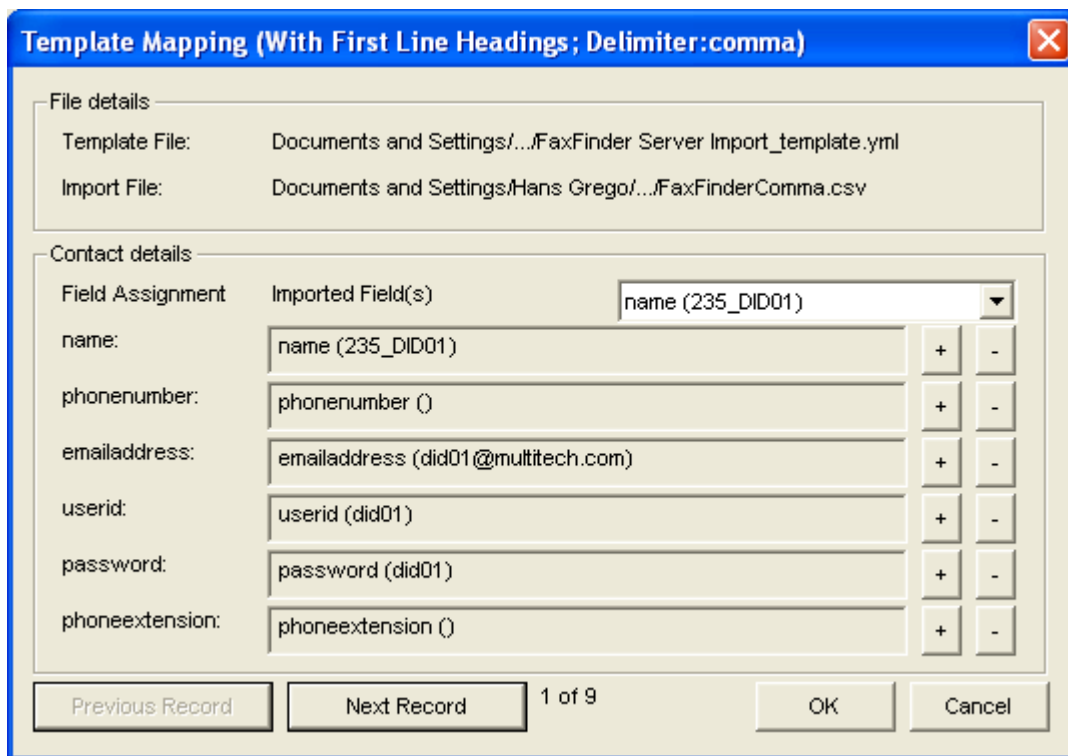 Template Mapping (With First Line Headings; Delimiter:comma)
File details
Template File: Documents and Settings/.../FaxFinder Server Import_template.yml
Import File: Documents and Settings/Hans Grego/.../FaxFinderComma.csv
Contact details
Field Assignment Imported Field(s) name (235_DID01)
name: name (235_DID01) + -
phonenumber: phonenumber () + -
emailaddress: emailaddress (did01@multitech.com) + -
userid: userid (did01) + -
password: password (did01) + -
phoneextension: phoneextension () + -
Previous Record Next Record 1 of 9 OK Cancel